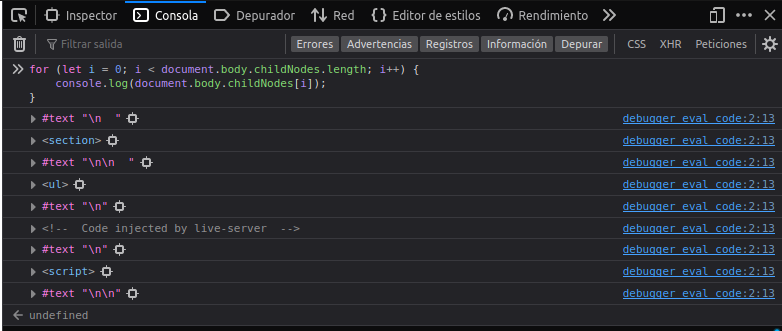 Inspector Consola Depurador Red Editor de estilos Rendimiento
Filtrar salida Errores Advertencias Registros Información Depurar CSS XHR Peticiones
for (let i = 0; i < document.body.childNodes.length; i++) {
    console.log(document.body.childNodes[i]);
}
#text "\n  " debugger eval code:2:13
<section> debugger eval code:2:13
#text "\n\n  " debugger eval code:2:13
<ul> debugger eval code:2:13
#text "\n" debugger eval code:2:13
<!--  Code injected by live-server  --> debugger eval code:2:13
#text "\n" debugger eval code:2:13
<script> debugger eval code:2:13
#text "\n\n" debugger eval code:2:13
undefined